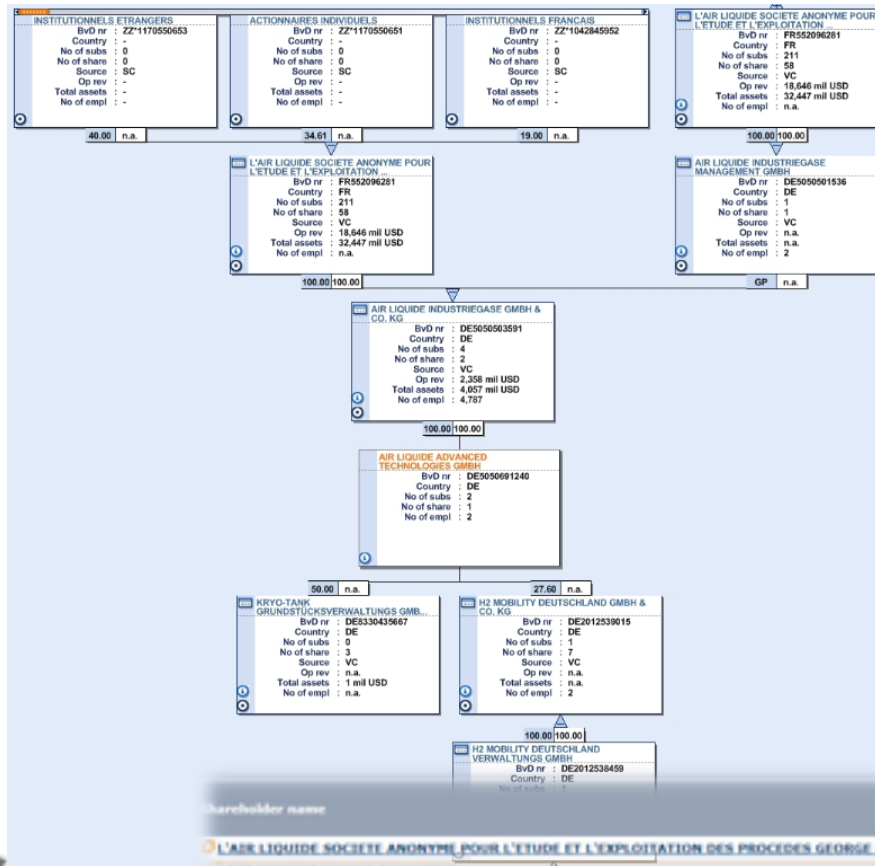 INSTITUTIONNELS ETRANGERS
BvD nr : ZZ*1170550653
Country : -
No of subs : 0
No of share : 0
Source : SC
Op rev : -
Total assets : -
No of empl : -
40.00 n.a.
ACTIONNAIRES INDIVIDUELS
BvD nr : ZZ*1170550651
Country : -
No of subs : 0
No of share : 0
Source : SC
Op rev : -
Total assets : -
No of empl : -
34.61 n.a.
INSTITUTIONNELS FRANCAIS
BvD nr : ZZ*1042845952
Country : -
No of subs : 0
No of share : 0
Source : SC
Op rev : -
Total assets : -
No of empl : -
19.00 n.a.
L'AIR LIQUIDE SOCIETE ANONYME POUR
L'ETUDE ET L'EXPLOITATION ...
BvD nr : FR552096281
Country : FR
No of subs : 211
No of share : 58
Source : VC
Op rev : 18,646 mil USD
Total assets : 32,447 mil USD
No of empl : n.a.
100.00 100.00
L'AIR LIQUIDE SOCIETE ANONYME POUR
L'ETUDE ET L'EXPLOITATION ...
BvD nr : FR552096281
Country : FR
No of subs : 211
No of share : 58
Source : VC
Op rev : 18,646 mil USD
Total assets : 32,447 mil USD
No of empl : n.a.
100.00 100.00
AIR LIQUIDE INDUSTRIEGASE
MANAGEMENT GMBH
BvD nr : DE5050501536
Country : DE
No of subs : 1
No of share : 1
Source : VC
Op rev : n.a.
Total assets : n.a.
No of empl : 2
GP n.a.
AIR LIQUIDE INDUSTRIEGASE GMBH &
CO. KG
BvD nr : DE5050503591
Country : DE
No of subs : 4
No of share : 2
Source : VC
Op rev : 2,358 mil USD
Total assets : 4,057 mil USD
No of empl : 4,787
100.00 100.00
AIR LIQUIDE ADVANCED
TECHNOLOGIES GMBH
BvD nr : DE5050691240
Country : DE
No of subs : 2
No of share : 1
No of empl : 2
50.00 n.a.
KRYO-TANK
GRUNDSTÜCKSVERWALTUNGS GMB...
BvD nr : DE8330435667
Country : DE
No of subs : 0
No of share : 3
Source : VC
Op rev : n.a.
Total assets : 1 mil USD
No of empl : n.a.
27.60 n.a.
H2 MOBILITY DEUTSCHLAND GMBH &
CO. KG
BvD nr : DE2012539015
Country : DE
No of subs : 1
No of share : 7
Source : VC
Op rev : n.a.
Total assets : n.a.
No of empl : 2
100.00 100.00
H2 MOBILITY DEUTSCHLAND
VERWALTUNGS GMBH
BvD nr : DE2012538459
Country : DE
No of subs : 1
Shareholder name
L'AIR LIQUIDE SOCIETE ANONYME POUR L'ETUDE ET L'EXPLOITATION DES PROCEDES GEORGE